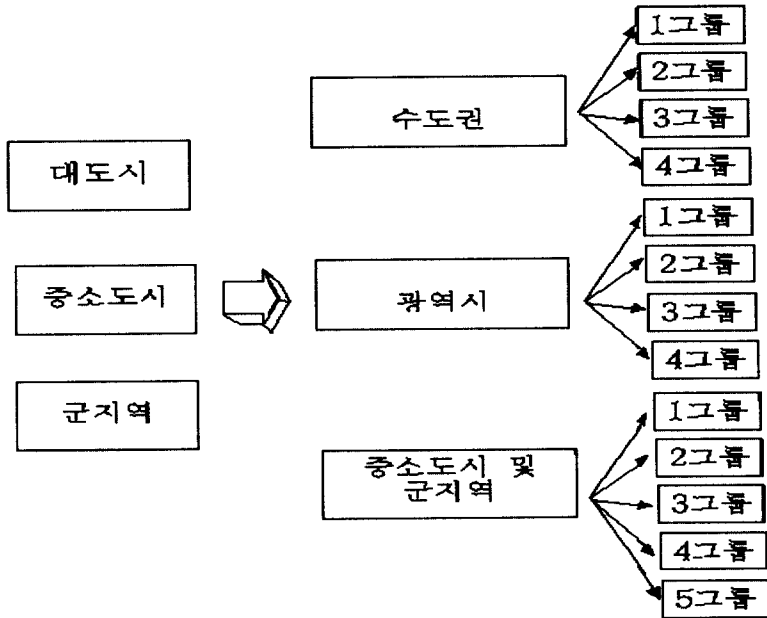 대도시
중소도시
군지역
수도권
1그룹
2그룹
3그룹
4그룹
광역시
1그룹
2그룹
3그룹
4그룹
중소도시 및
군지역
1그룹
2그룹
3그룹
4그룹
5그룹